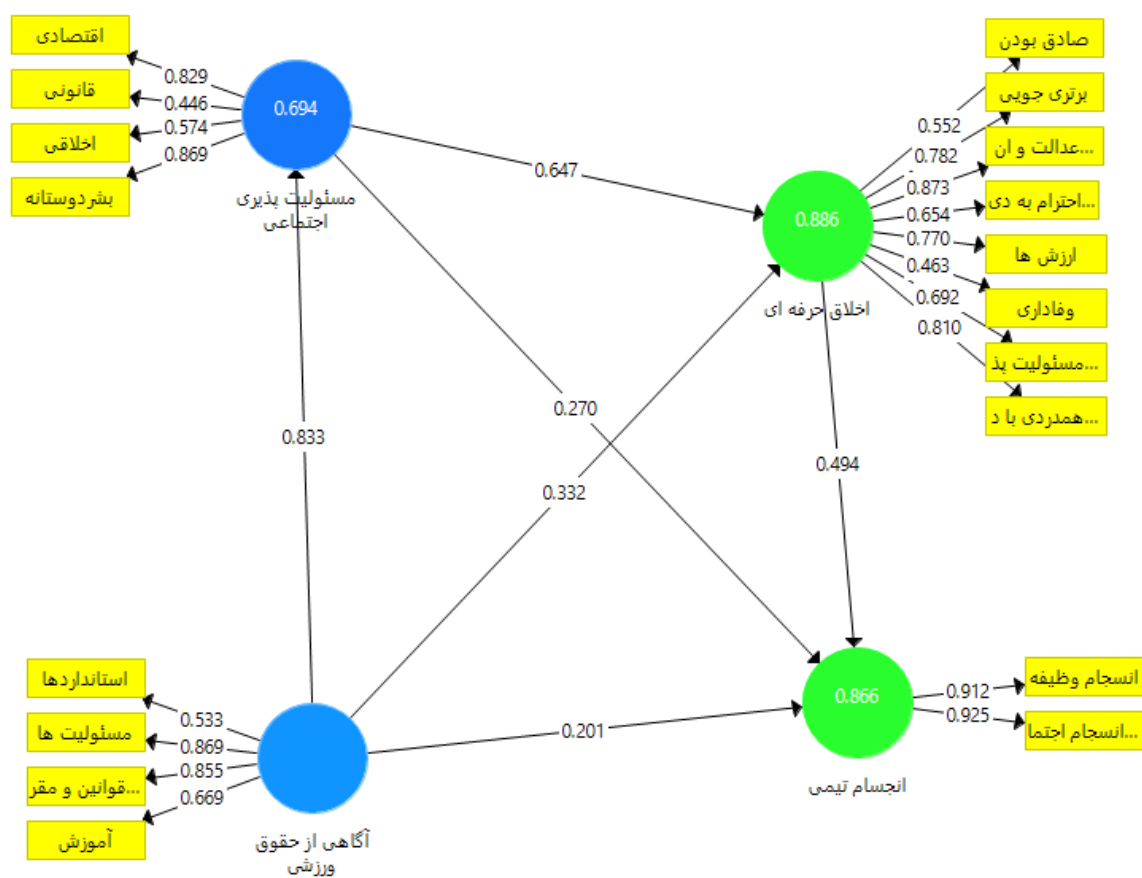 اقتصادی
قانونی
اخلاقی
بشردوستانه
0.829
0.446
0.574
0.869
0.694
مسئولیت پذیری
اجتماعی
صادق بودن
برتری جویی
عدالت و ان...
احترام به دی...
ارزش ها
وفاداری
مسئولیت پذ...
همدردی با د...
0.552
0.782
0.873
0.654
0.770
0.463
0.692
0.810
0.886
اخلاق حرفه ای
0.647
0.270
0.833
0.332
0.494
0.201
استانداردها
مسئولیت ها
قوانین و مقر...
آموزش
0.533
0.869
0.855
0.669
آگاهی از حقوق
ورزشی
0.866
انجسام تیمی
0.912
0.925
انسجام وظیفه
انسجام اجتما...